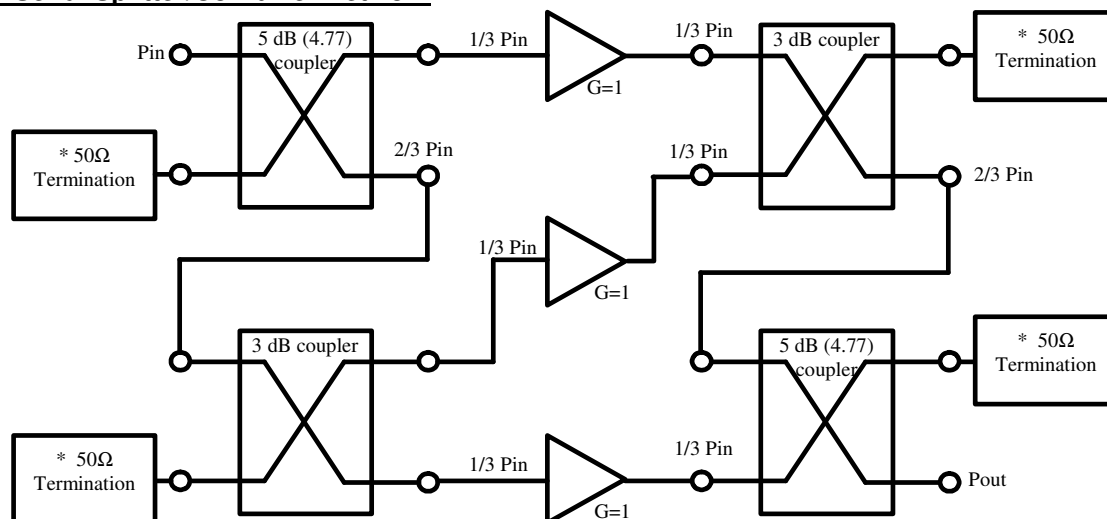 Pin
5 dB (4.77)
coupler
1/3 Pin
G=1
1/3 Pin
3 dB coupler
* 50Ω
Termination
* 50Ω
Termination
2/3 Pin
1/3 Pin
2/3 Pin
1/3 Pin
G=1
3 dB coupler
5 dB (4.77)
coupler
* 50Ω
Termination
* 50Ω
Termination
1/3 Pin
G=1
1/3 Pin
Pout